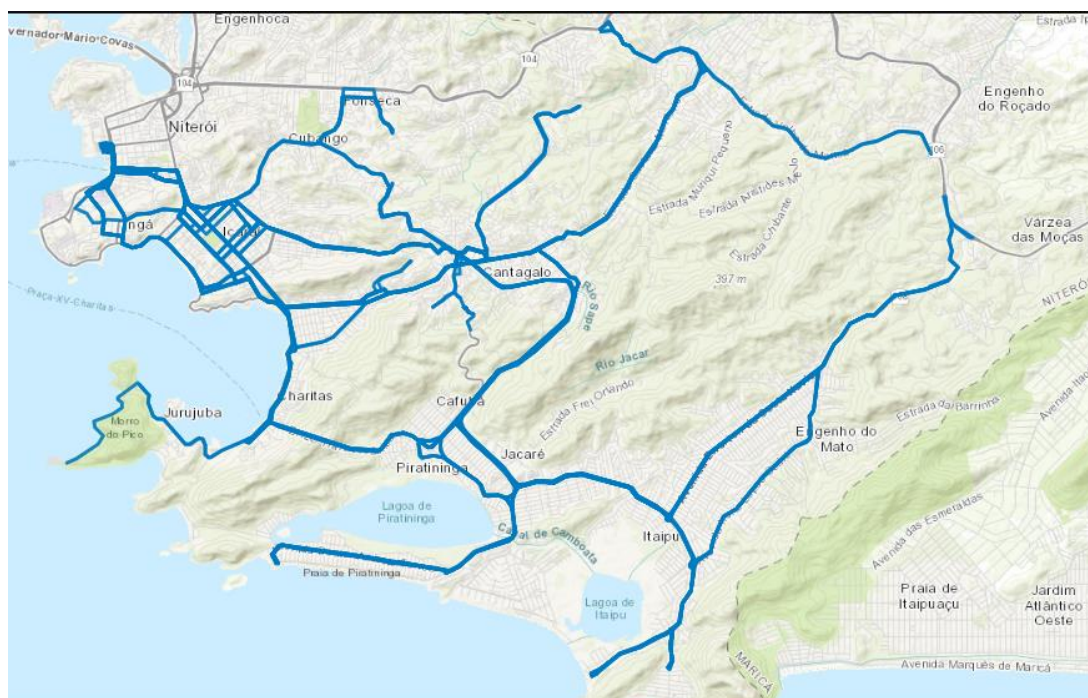 Engenhoca
Estrada
vernador-Mário-Covas
104
104
Fonseca
Engenho
do Roçado
Niterói
Cubango
106
Estrada Muriqui Pequeno
Estrada Aristides Melo
Estrada Chibante
Várzea
das Moças
ngá
Icaraí
Cantagalo
397 m
Rio Sapê
NITERÓI
Praça-XV-Charitas
Rio Jacar
Charitas
Cafubá
Estrada Frei Orlando
Jurujuba
Morro
do Pico
Estrada da Barrinha
Engenho do
Mato
Jacaré
Piratininga
Lagoa de
Piratininga
Canal de Camboatá
Itaipu
Avenida das Esmeraldas
Praia de Piratininga
Lagoa de
Itaipu
Praia de
Itaipuaçu
Jardim
Atlântico
Oeste
MARICÁ
Avenida Marquês de Maricá